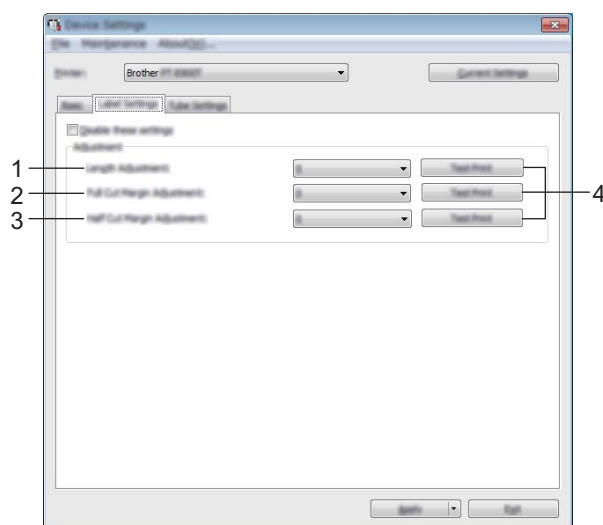 Device Settings
File Maintenance About
Printer: Brother PT-E800T Current Settings
Basic Label Settings Tube Settings
Disable these settings
Adjustment
1 Length Adjustment: Test Print
2 Full Cut Margin Adjustment: Test Print 4
3 Half Cut Margin Adjustment: Test Print
Apply Exit